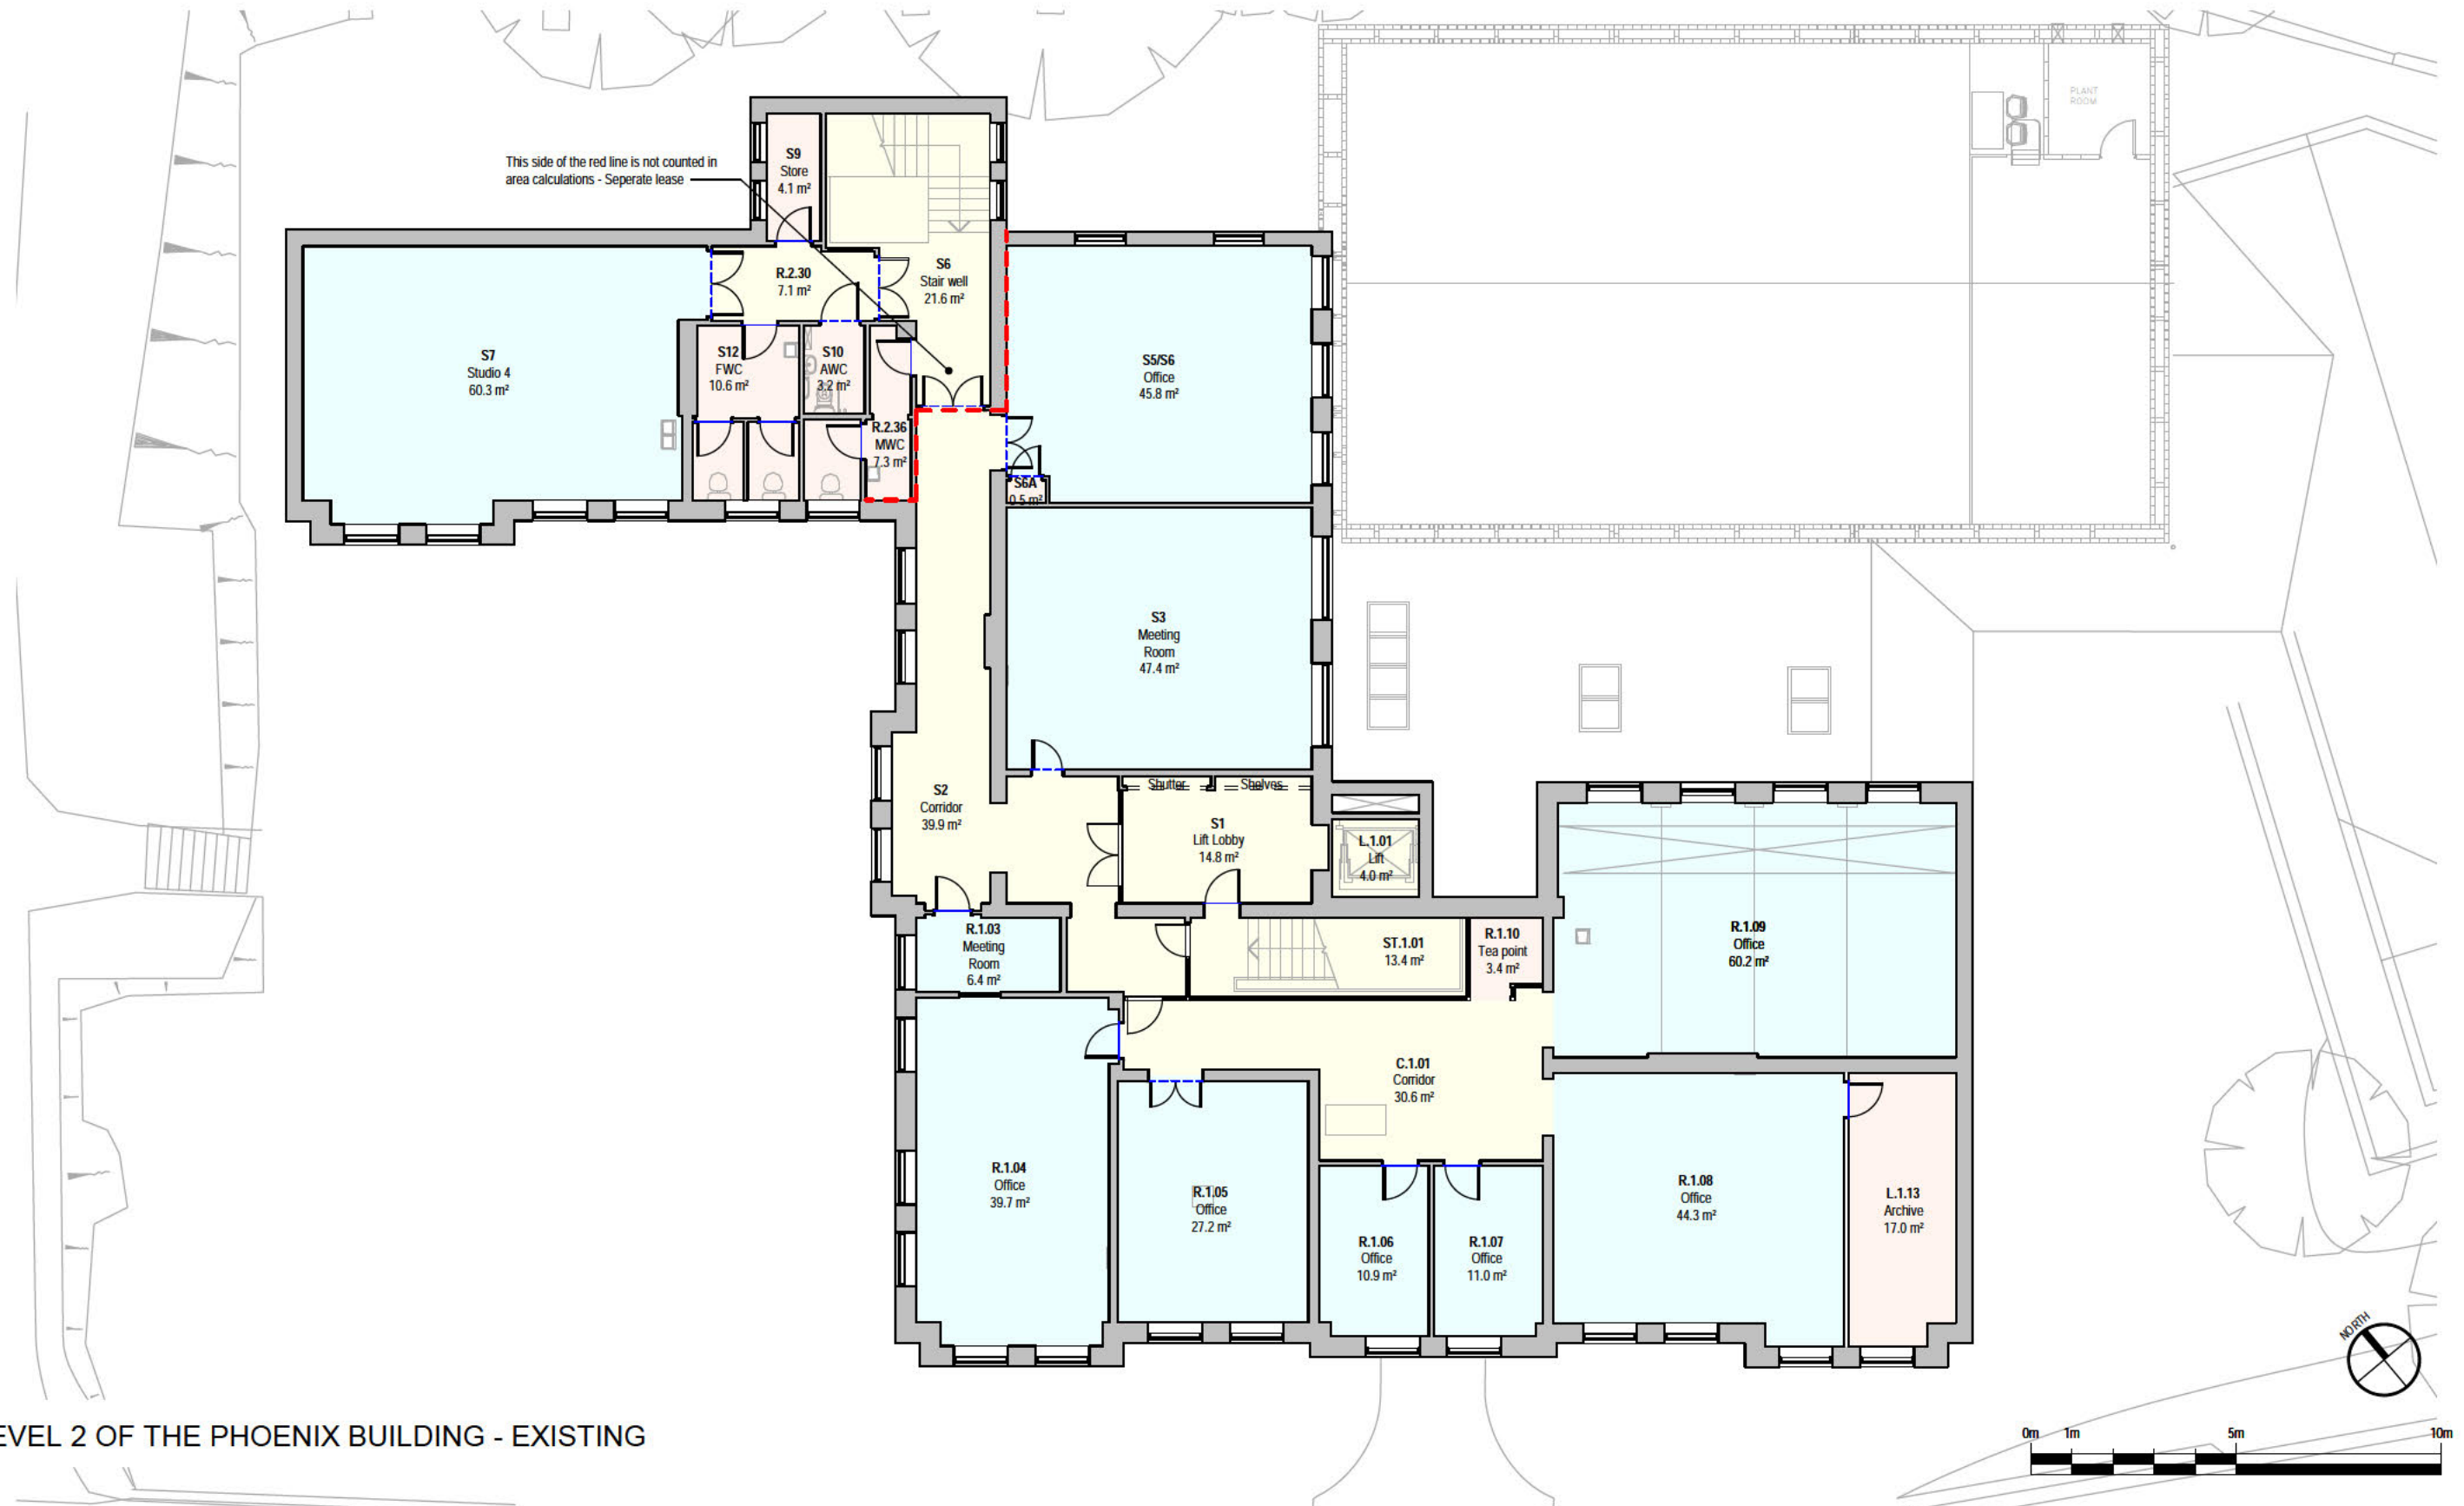 PLANT
ROOM
This side of the red line is not counted in
area calculations - Seperate lease
S9
Store
4.1 m²
S6
Stair well
21.6 m²
R.2.30
7.1 m²
S7
Studio 4
60.3 m²
S12
FWC
10.6 m²
S10
AWC
3.2 m²
R.2.36
MWC
7.3 m²
S5/S6
Office
45.8 m²
S6A
0.5 m²
S3
Meeting
Room
47.4 m²
S2
Corridor
39.9 m²
Shutter
Shelves
S1
Lift Lobby
14.8 m²
L.1.01
Lift
4.0 m²
R.1.03
Meeting
Room
6.4 m²
ST.1.01
13.4 m²
R.1.10
Tea point
3.4 m²
R.1.09
Office
60.2 m²
C.1.01
Corridor
30.6 m²
R.1.04
Office
39.7 m²
R.1.05
Office
27.2 m²
R.1.06
Office
10.9 m²
R.1.07
Office
11.0 m²
R.1.08
Office
44.3 m²
L.1.13
Archive
17.0 m²
NORTH
EVEL 2 OF THE PHOENIX BUILDING - EXISTING
0m 1m 5m 10m